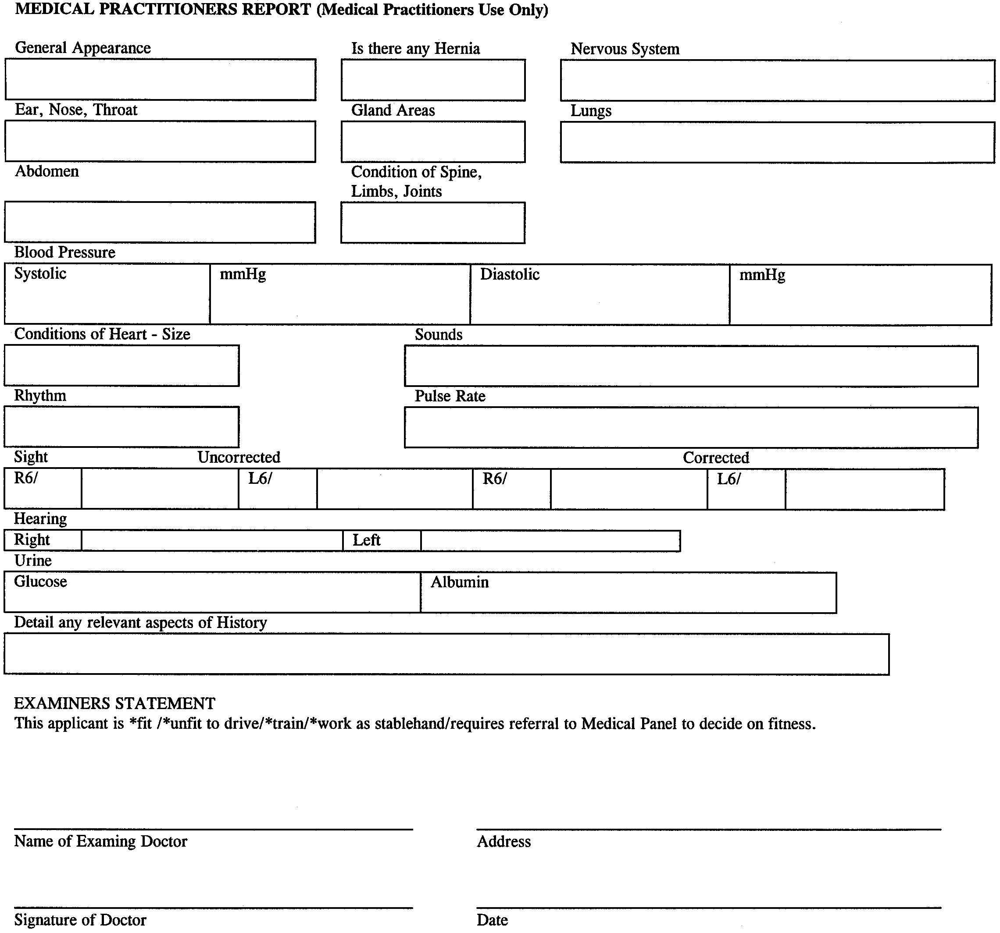 MEDICAL PRACTITIONERS REPORT (Medical Practitioners Use Only)
General Appearance Is there any Hernia Nervous System
Ear, Nose, Throat Gland Areas Lungs
Abdomen Condition of Spine,
Limbs, Joints
Blood Pressure
Systolic mmHg Diastolic mmHg
Conditions of Heart - Size Sounds
Rhythm Pulse Rate
Sight Uncorrected Corrected
R6/ L6/ R6/ L6/
Hearing
Right Left
Urine
Glucose Albumin
Detail any relevant aspects of History
EXAMINERS STATEMENT
This applicant is *fit /*unfit to drive/*train/*work as stablehand/requires referral to Medical Panel to decide on fitness.
Name of Examing Doctor Address
Signature of Doctor Date